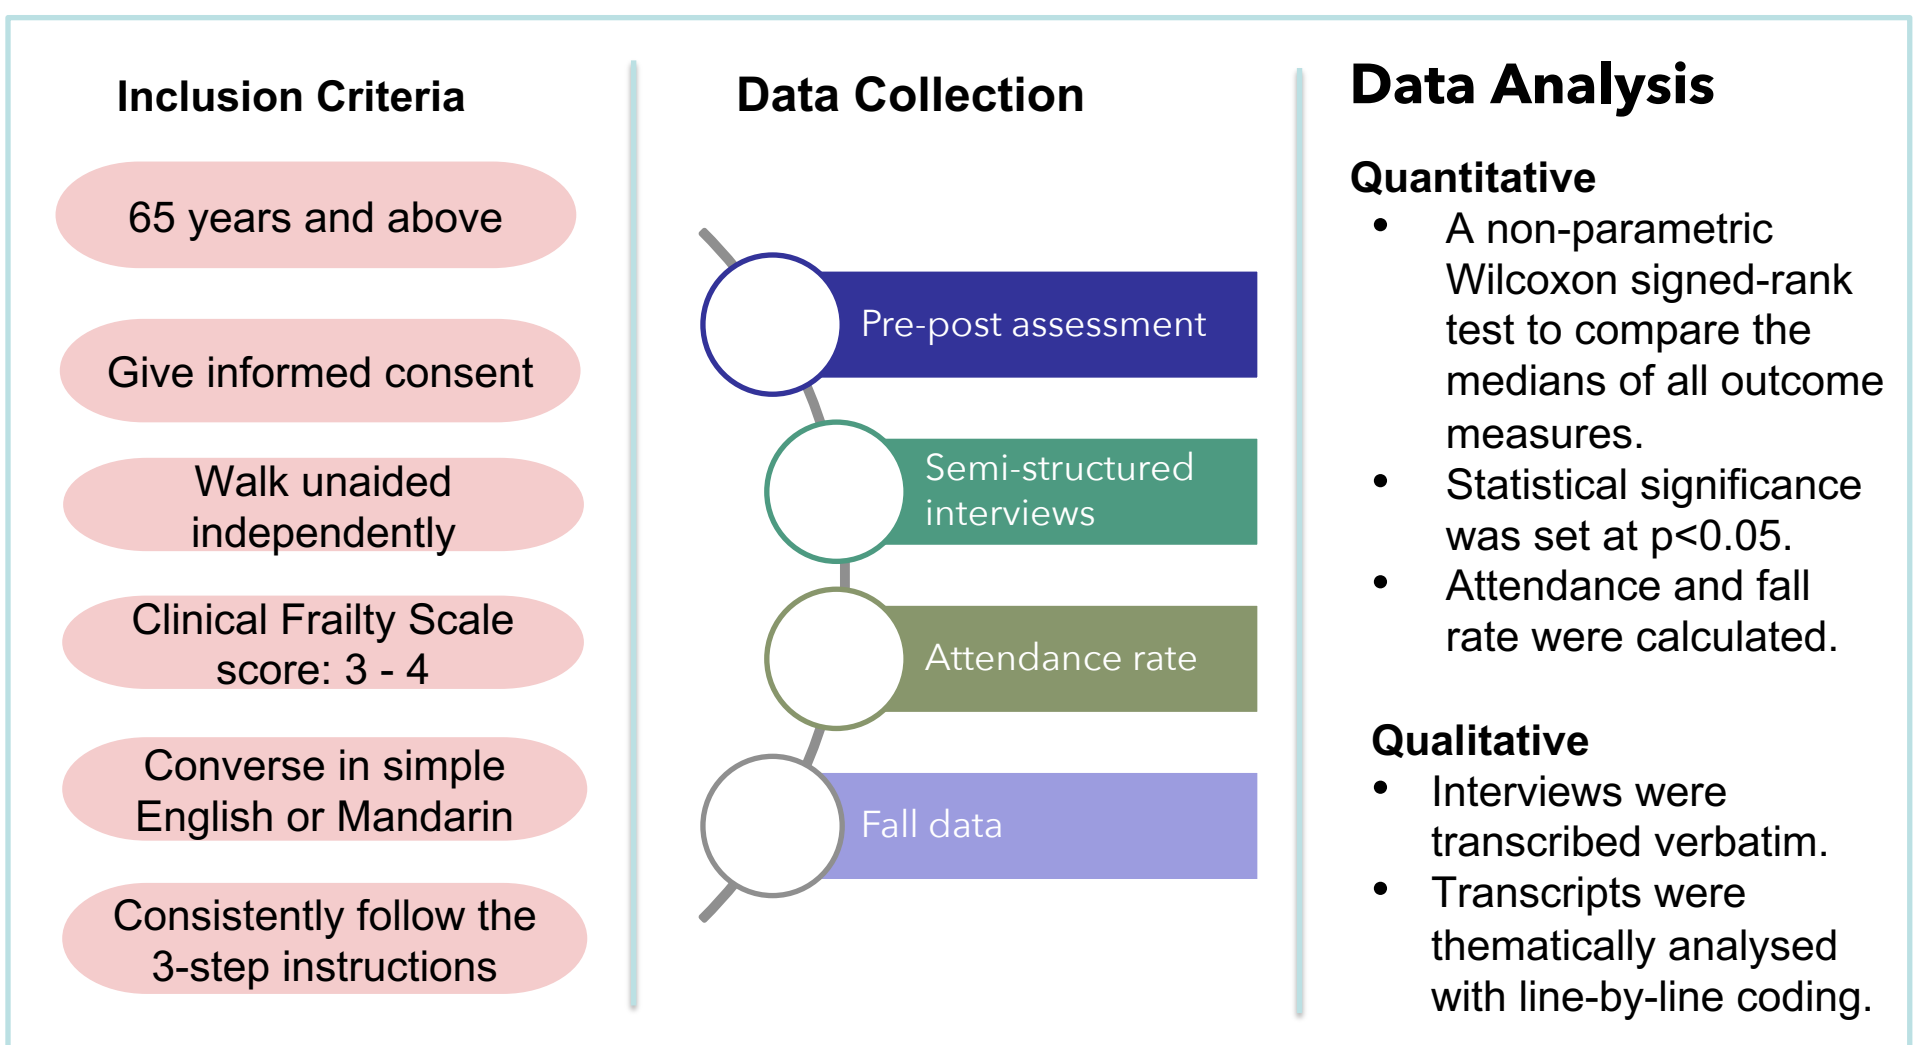 Inclusion Criteria
65 years and above
Give informed consent
Walk unaided
independently
Clinical Frailty Scale
score: 3 - 4
Converse in simple
English or Mandarin
Consistently follow the
3-step instructions
Data Collection
Pre-post assessment
Semi-structured
interviews
Attendance rate
Fall data
Data Analysis
Quantitative
• A non-parametric
Wilcoxon signed-rank
test to compare the
medians of all outcome
measures.
• Statistical significance
was set at p<0.05.
• Attendance and fall
rate were calculated.
Qualitative
• Interviews were
transcribed verbatim.
• Transcripts were
thematically analysed
with line-by-line coding.